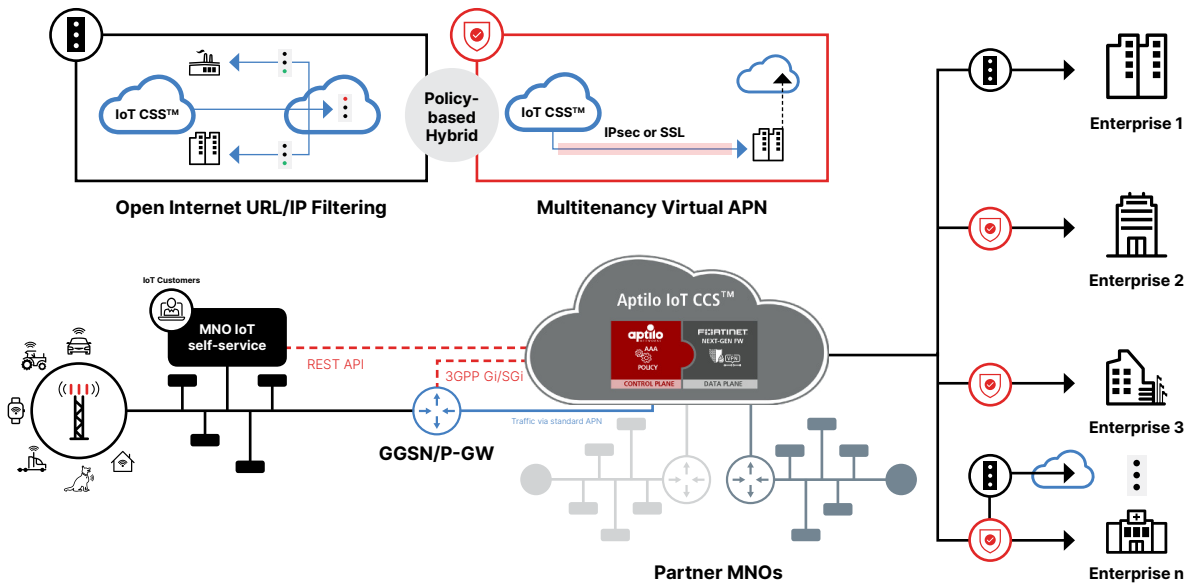 IoT CSS™
Open Internet URL/IP Filtering
Policy-
based
Hybrid
IoT CSS™
IPsec or SSL
Multitenancy Virtual APN
Enterprise 1
Enterprise 2
Enterprise 3
Enterprise n
IoT Customers
MNO IoT
self-service
REST API
3GPP Gi/SGi
GGSN/P-GW
Traffic via standard APN
Aptilo IoT CCS™
aptilo
NETWORKS
AAA
POLICY
CONTROL PLANE
FORTINET
NEXT-GEN FW
VPN
DATA PLANE
Partner MNOs